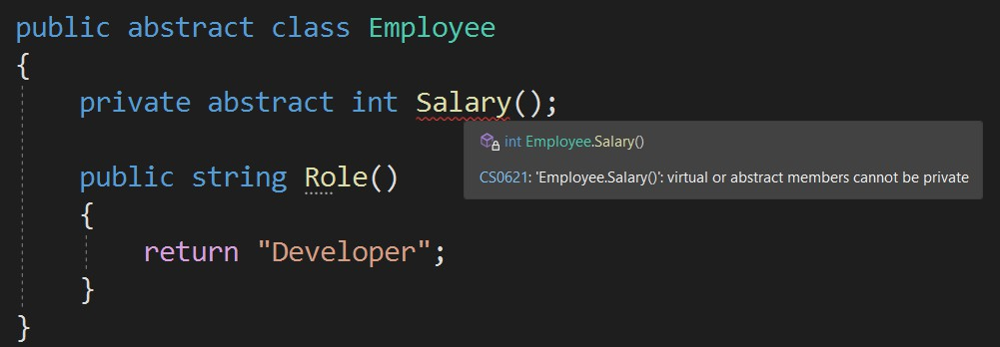 public abstract class Employee
{
private abstract int Salary();
int Employee.Salary()
CS0621: 'Employee.Salary()': virtual or abstract members cannot be private
public string Role()
{
return "Developer";
}
}